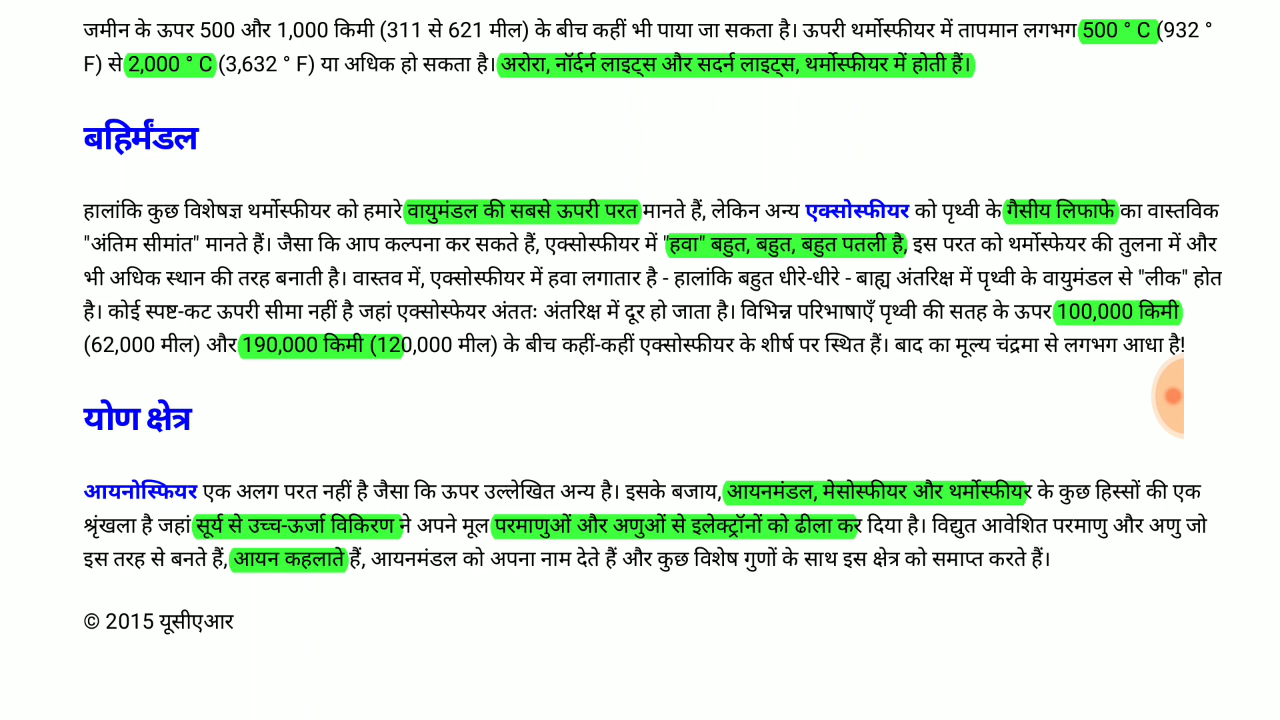 जमीन के ऊपर 500 और 1,000 किमी (311 से 621 मील) के बीच कहीं भी पाया जा सकता है। ऊपरी थर्मोस्फीयर में तापमान लगभग 500 ° C (932 °
F) से 2,000 ° C (3,632 ° F) या अधिक हो सकता है। अरोरा, नॉर्दर्न लाइट्स और सदर्न लाइट्स, थर्मोस्फीयर में होती हैं।
बहिर्मंडल
हालांकि कुछ विशेषज्ञ थर्मोस्फीयर को हमारे वायुमंडल की सबसे ऊपरी परत मानते हैं, लेकिन अन्य एक्सोस्फीयर को पृथ्वी के गैसीय लिफाफे का वास्तविक
"अंतिम सीमांत" मानते हैं। जैसा कि आप कल्पना कर सकते हैं, एक्सोस्फीयर में "हवा" बहुत, बहुत, बहुत पतली है, इस परत को थर्मोस्फेयर की तुलना में और
भी अधिक स्थान की तरह बनाती है। वास्तव में, एक्सोस्फीयर में हवा लगातार है - हालांकि बहुत धीरे-धीरे - बाह्य अंतरिक्ष में पृथ्वी के वायुमंडल से "लीक" होत
है। कोई स्पष्ट-कट ऊपरी सीमा नहीं है जहां एक्सोस्फेयर अंततः अंतरिक्ष में दूर हो जाता है। विभिन्न परिभाषाएँ पृथ्वी की सतह के ऊपर 100,000 किमी
(62,000 मील) और 190,000 किमी (120,000 मील) के बीच कहीं-कहीं एक्सोस्फीयर के शीर्ष पर स्थित हैं। बाद का मूल्य चंद्रमा से लगभग आधा है!
योण क्षेत्र
आयनोस्फियर एक अलग परत नहीं है जैसा कि ऊपर उल्लेखित अन्य है। इसके बजाय, आयनमंडल, मेसोस्फीयर और थर्मोस्फीयर के कुछ हिस्सों की एक
श्रृंखला है जहां सूर्य से उच्च-ऊर्जा विकिरण ने अपने मूल परमाणुओं और अणुओं से इलेक्ट्रॉनों को ढीला कर दिया है। विद्युत आवेशित परमाणु और अणु जो
इस तरह से बनते हैं, आयन कहलाते हैं, आयनमंडल को अपना नाम देते हैं और कुछ विशेष गुणों के साथ इस क्षेत्र को समाप्त करते हैं।
© 2015 यूसीएआर